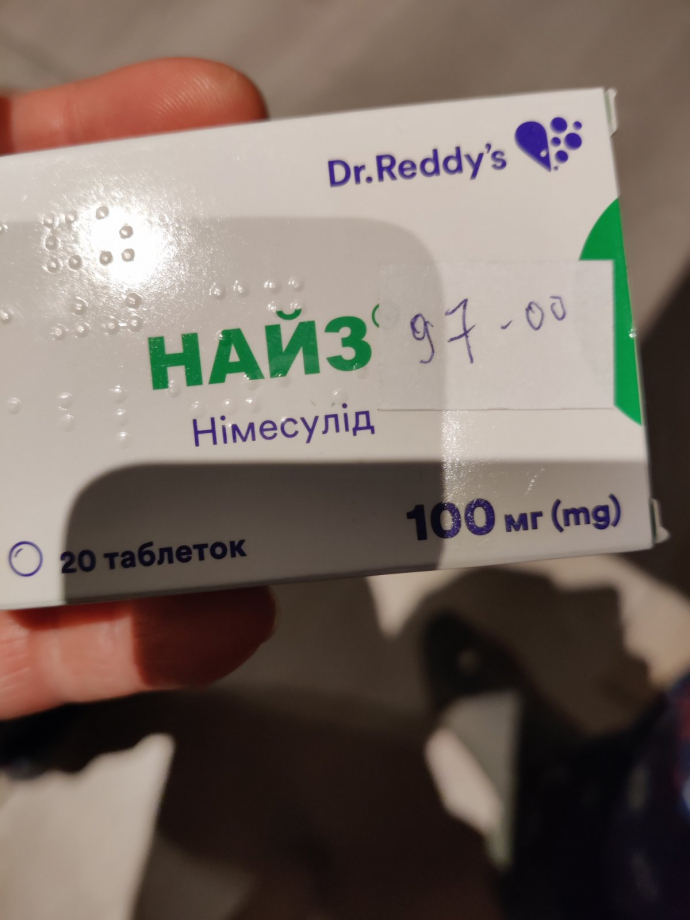 Dr.Reddy's
НАЙЗ
97-00
Німесулід
100 мг (mg)
20 таблеток